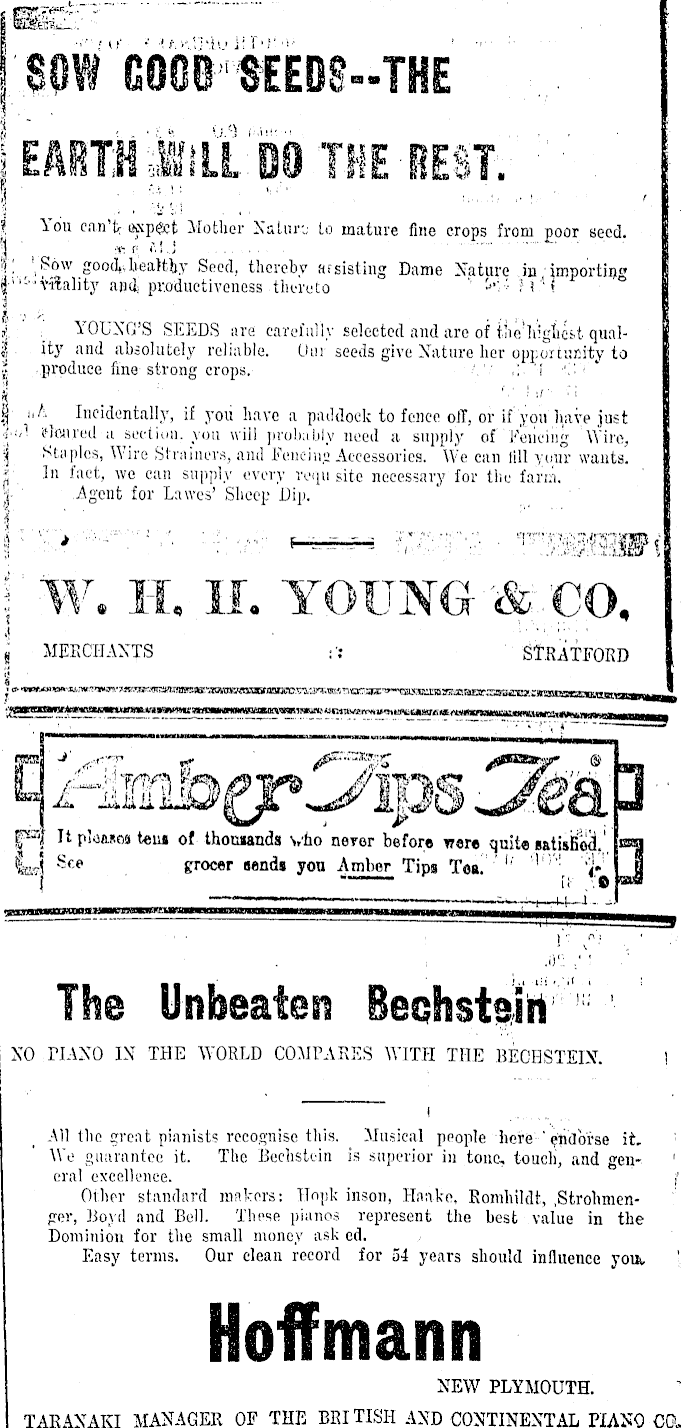 SOW GOOD SEEDS--THE
EARTH WILL DO THE REST.
You can't expect Mother Nature to mature fine crops from poor seed.
Sow good, healthy Seed, thereby assisting Dame Nature in importing
vitality and productiveness thereto
YOUNG'S SEEDS are carefully selected and are of the highest qual-
ity and absolutely reliable. Our seeds give Nature her opportunity to
produce fine strong crops.
Incidentally, if you have a paddock to fence off, or if you have just
cleared a section. you will probably need a supply of Fencing Wire,
Staples, Wire Strainers, and Fencing Accessories. We can fill your wants.
In fact, we can supply every requ site necessary for the farm.
Agent for Lawes' Sheep Dip.
W. H. H. YOUNG & CO.
MERCHANTS :: STRATFORD
Amber Tips Tea
It pleases tens of thousands who never before were quite satisfied.
See grocer sends you Amber Tips Tea.
The Unbeaten Bechstein
NO PIANO IN THE WORLD COMPARES WITH THE BECHSTEIN.
All the great pianists recognise this. Musical people here endorse it.
We guarantee it. The Bechstein is superior in tone, touch, and gen-
eral excellence.
Other standard makers: Hopk inson, Haake, Romhildt, Strohmen-
ger, Boyd and Bell. These pianos represent the best value in the
Dominion for the small money ask ed.
Easy terms. Our clean record for 54 years should influence you.
Hoffmann
NEW PLYMOUTH.
TARANAKI MANAGER OF THE BRITISH AND CONTINENTAL PIANO CO.